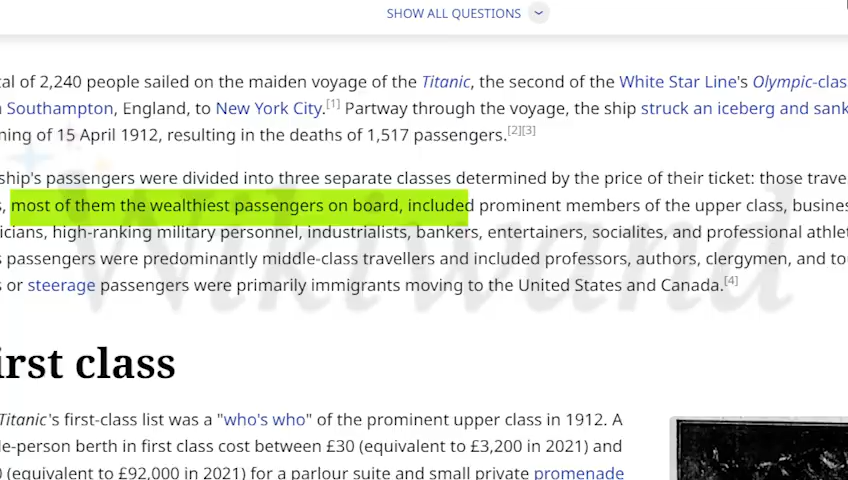 SHOW ALL QUESTIONS
tal of 2,240 people sailed on the maiden voyage of the Titanic, the second of the White Star Line's Olympic-clas
Southampton, England, to New York City.[1] Partway through the voyage, the ship struck an iceberg and sank
ning of 15 April 1912, resulting in the deaths of 1,517 passengers.[2][3]
ship's passengers were divided into three separate classes determined by the price of their ticket: those trave
, most of them the wealthiest passengers on board, included prominent members of the upper class, busines
icians, high-ranking military personnel, industrialists, bankers, entertainers, socialites, and professional athlet
s passengers were predominantly middle-class travellers and included professors, authors, clergymen, and to
s or steerage passengers were primarily immigrants moving to the United States and Canada.[4]
Wikiwand
irst class
Titanic's first-class list was a "who's who" of the prominent upper class in 1912. A
le-person berth in first class cost between £30 (equivalent to £3,200 in 2021) and
0 (equivalent to £92,000 in 2021) for a parlour suite and small private promenade